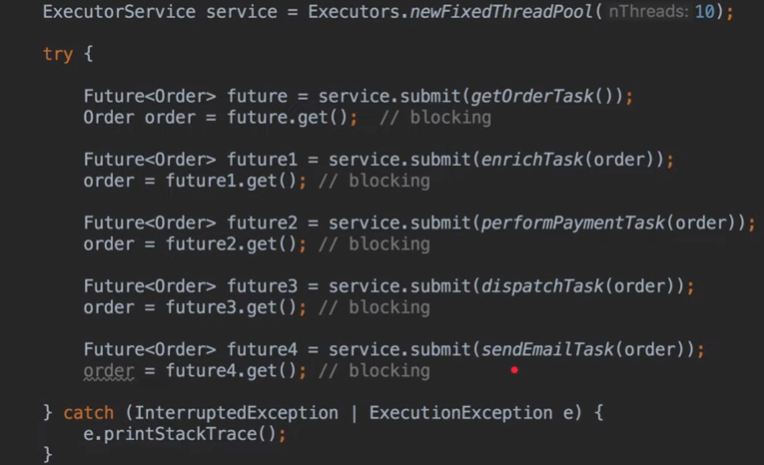 ExecutorService service = Executors.newFixedThreadPool( nThreads: 10);
try {
Future<Order> future = service.submit(getOrderTask());
Order order = future.get();  // blocking
Future<Order> future1 = service.submit(enrichTask(order));
order = future1.get(); // blocking
Future<Order> future2 = service.submit(performPaymentTask(order));
order = future2.get(); // blocking
Future<Order> future3 = service.submit(dispatchTask(order));
order = future3.get(); // blocking
Future<Order> future4 = service.submit(sendEmailTask(order));
order = future4.get(); // blocking
} catch (InterruptedException | ExecutionException e) {
e.printStackTrace();
}